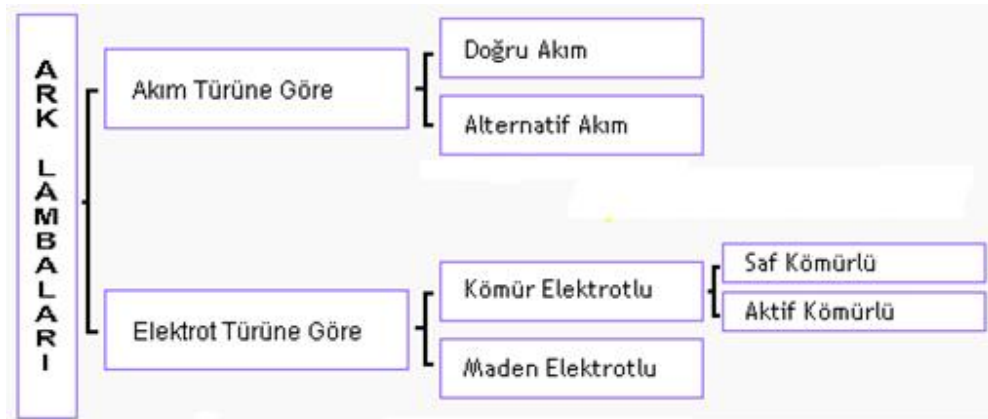 ARK LAMBALARI
Akım Türüne Göre
Doğru Akım
Alternatif Akım
Elektrot Türüne Göre
Kömür Elektrotlu
Saf Kömürlü
Aktif Kömürlü
Maden Elektrotlu